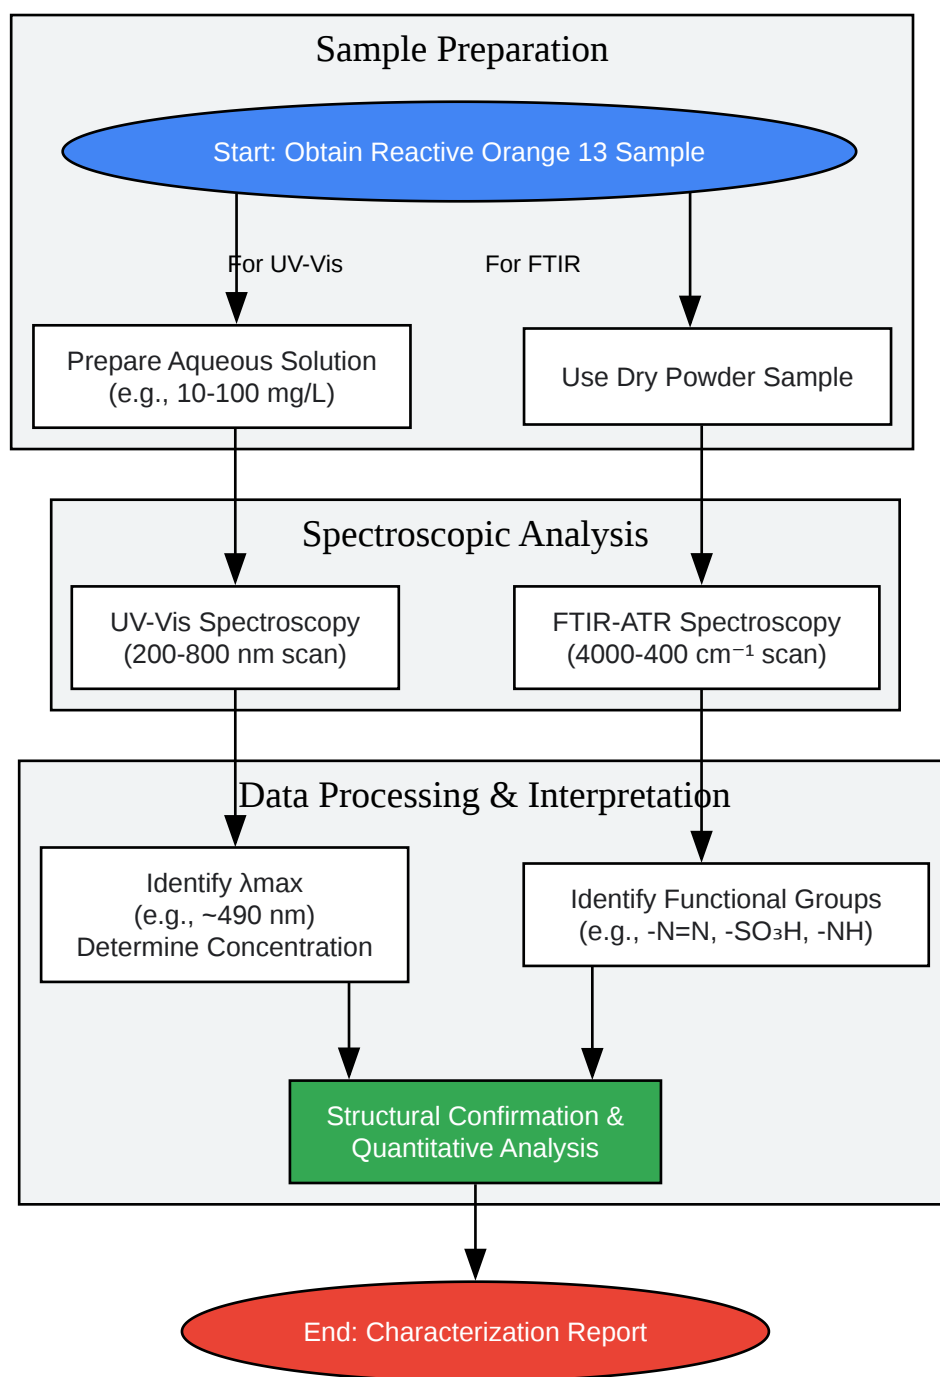 Sample Preparation
Start: Obtain Reactive Orange 13 Sample
For UV-Vis
For FTIR
Prepare Aqueous Solution
(e.g., 10-100 mg/L)
Use Dry Powder Sample
Spectroscopic Analysis
UV-Vis Spectroscopy
(200-800 nm scan)
FTIR-ATR Spectroscopy
(4000-400 cm⁻¹ scan)
Data Processing & Interpretation
Identify λmax
(e.g., ~490 nm)
Determine Concentration
Identify Functional Groups
(e.g., -N=N, -SO₃H, -NH)
Structural Confirmation &
Quantitative Analysis
End: Characterization Report